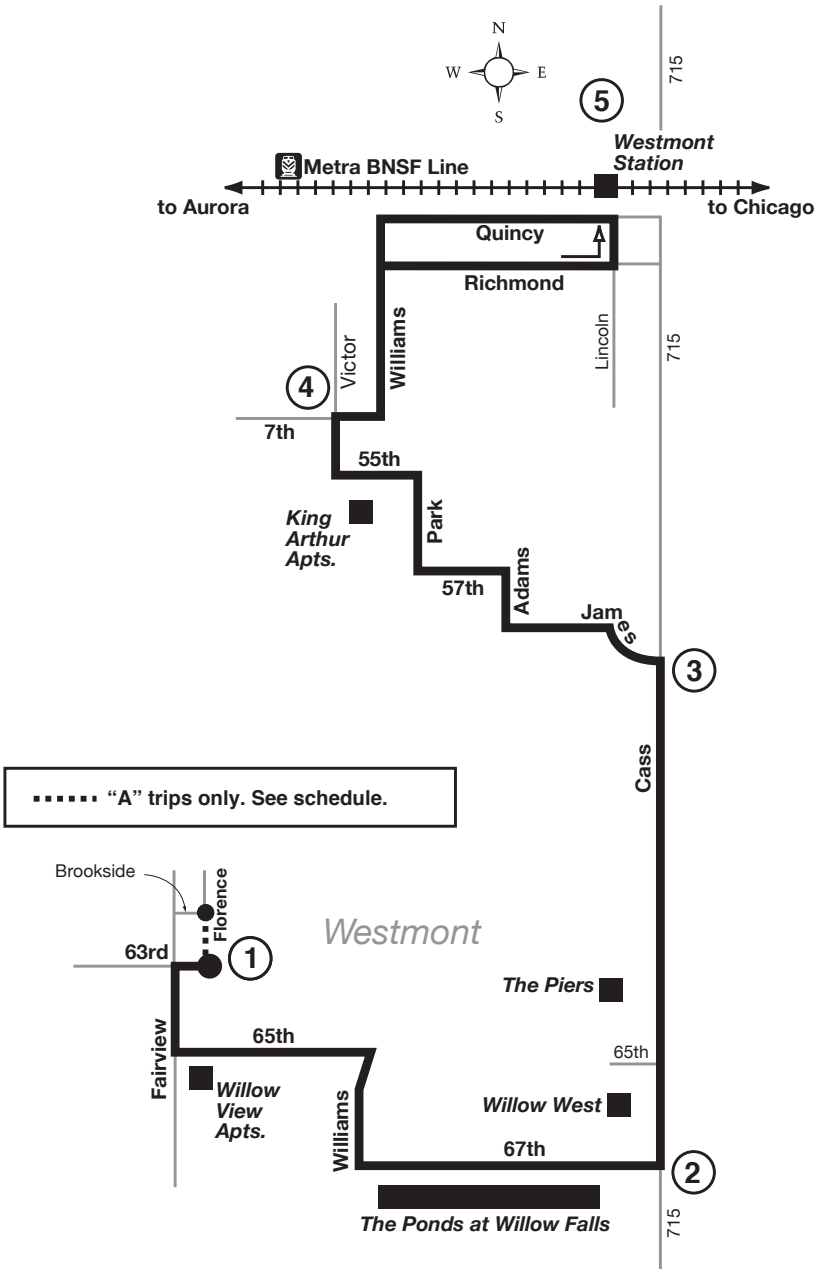 N
W E
S
715
5
Westmont
Station
Metra BNSF Line
to Aurora
to Chicago
Quincy
Richmond
Williams
Victor
Lincoln
715
4
7th
55th
King
Arthur
Apts.
Park
57th
Adams
James
3
Cass
"A" trips only. See schedule.
Brookside
Florence
Westmont
63rd
1
The Piers
Fairview
65th
65th
Willow
View
Apts.
Williams
Willow West
67th
2
The Ponds at Willow Falls
715